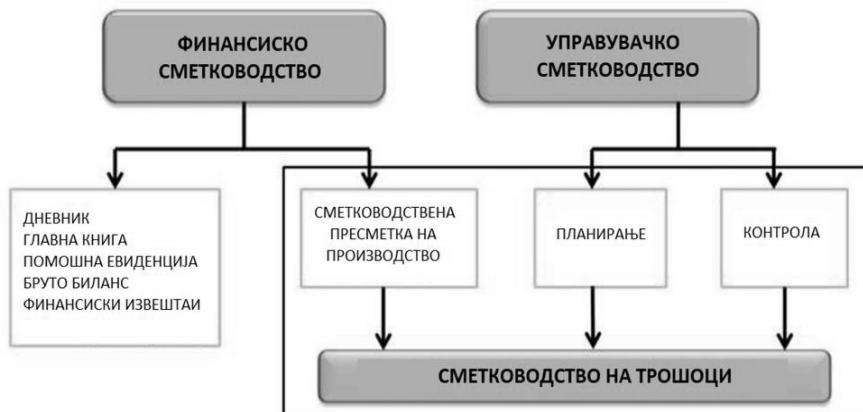 ФИНАНСИСКО
СМЕТКОВОДСТВО
УПРАВУВАЧКО
СМЕТКОВОДСТВО
ДНЕВНИК
ГЛАВНА КНИГА
ПОМОШНА ЕВИДЕНЦИЈА
БРУТО БИЛАНС
ФИНАНСИСКИ ИЗВЕШТАИ
СМЕТКОВОДСТВЕНА
ПРЕСМЕТКА НА
ПРОИЗВОДСТВО
ПЛАНИРАЊЕ
КОНТРОЛА
СМЕТКОВОДСТВО НА ТРОШОЦИ